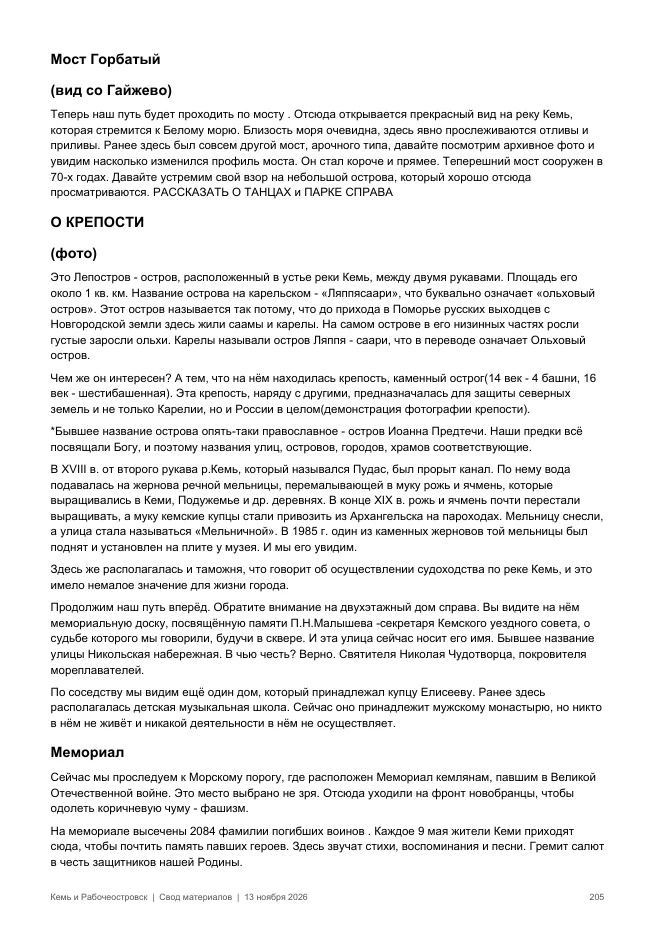 Мост Горбатый
(вид со Гайжево)
Теперь наш путь будет проходить по мосту . Отсюда открывается прекрасный вид на реку Кемь,
которая стремится к Белому морю. Близость моря очевидна, здесь явно прослеживаются отливы и
приливы. Ранее здесь был совсем другой мост, арочного типа, давайте посмотрим архивное фото и
увидим насколько изменился профиль моста. Он стал короче и прямее. Теперешний мост сооружен в
70-х годах. Давайте устремим свой взор на небольшой острова, который хорошо отсюда
просматриваются. РАССКАЗАТЬ О ТАНЦАХ и ПАРКЕ СПРАВА
О КРЕПОСТИ
(фото)
Это Лепостров - остров, расположенный в устье реки Кемь, между двумя рукавами. Площадь его
около 1 кв. км. Название острова на карельском - «Ляппясаари», что буквально означает «ольховый
остров». Этот остров называется так потому, что до прихода в Поморье русских выходцев с
Новгородской земли здесь жили саамы и карелы. На самом острове в его низинных частях росли
густые заросли ольхи. Карелы называли остров Ляппя - саари, что в переводе означает Ольховый
остров.
Чем же он интересен? А тем, что на нём находилась крепость, каменный острог(14 век - 4 башни, 16
век - шестибашенная). Эта крепость, наряду с другими, предназначалась для защиты северных
земель и не только Карелии, но и России в целом(демонстрация фотографии крепости).
*Бывшее название острова опять-таки православное - остров Иоанна Предтечи. Наши предки всё
посвящали Богу, и поэтому названия улиц, островов, городов, храмов соответствующие.
В XVIII в. от второго рукава р.Кемь, который назывался Пудас, был прорыт канал. По нему вода
подавалась на жернова речной мельницы, перемалывающей в муку рожь и ячмень, которые
выращивались в Кеми, Подужемье и др. деревнях. В конце XIX в. рожь и ячмень почти перестали
выращивать, а муку кемские купцы стали привозить из Архангельска на пароходах. Мельницу снесли,
а улица стала называться «Мельничной». В 1985 г. один из каменных жерновов той мельницы был
поднят и установлен на плите у музея. И мы его увидим.
Здесь же располагалась и таможня, что говорит об осуществлении судоходства по реке Кемь, и это
имело немалое значение для жизни города.
Продолжим наш путь вперёд. Обратите внимание на двухэтажный дом справа. Вы видите на нём
мемориальную доску, посвящённую памяти П.Н.Малышева -секретаря Кемского уездного совета, о
судьбе которого мы говорили, будучи в сквере. И эта улица сейчас носит его имя. Бывшее название
улицы Никольская набережная. В чью честь? Верно. Святителя Николая Чудотворца, покровителя
мореплавателей.
По соседству мы видим ещё один дом, который принадлежал купцу Елисееву. Ранее здесь
располагалась детская музыкальная школа. Сейчас оно принадлежит мужскому монастырю, но никто
в нём не живёт и никакой деятельности в нём не осуществляет.
Мемориал
Сейчас мы проследуем к Морскому порогу, где расположен Мемориал кемлянам, павшим в Великой
Отечественной войне. Это место выбрано не зря. Отсюда уходили на фронт новобранцы, чтобы
одолеть коричневую чуму - фашизм.
На мемориале высечены 2084 фамилии погибших воинов . Каждое 9 мая жители Кеми приходят
сюда, чтобы почтить память павших героев. Здесь звучат стихи, воспоминания и песни. Гремит салют
в честь защитников нашей Родины.
Кемь и Рабочеостровск | Свод материалов | 13 ноября 2026 205